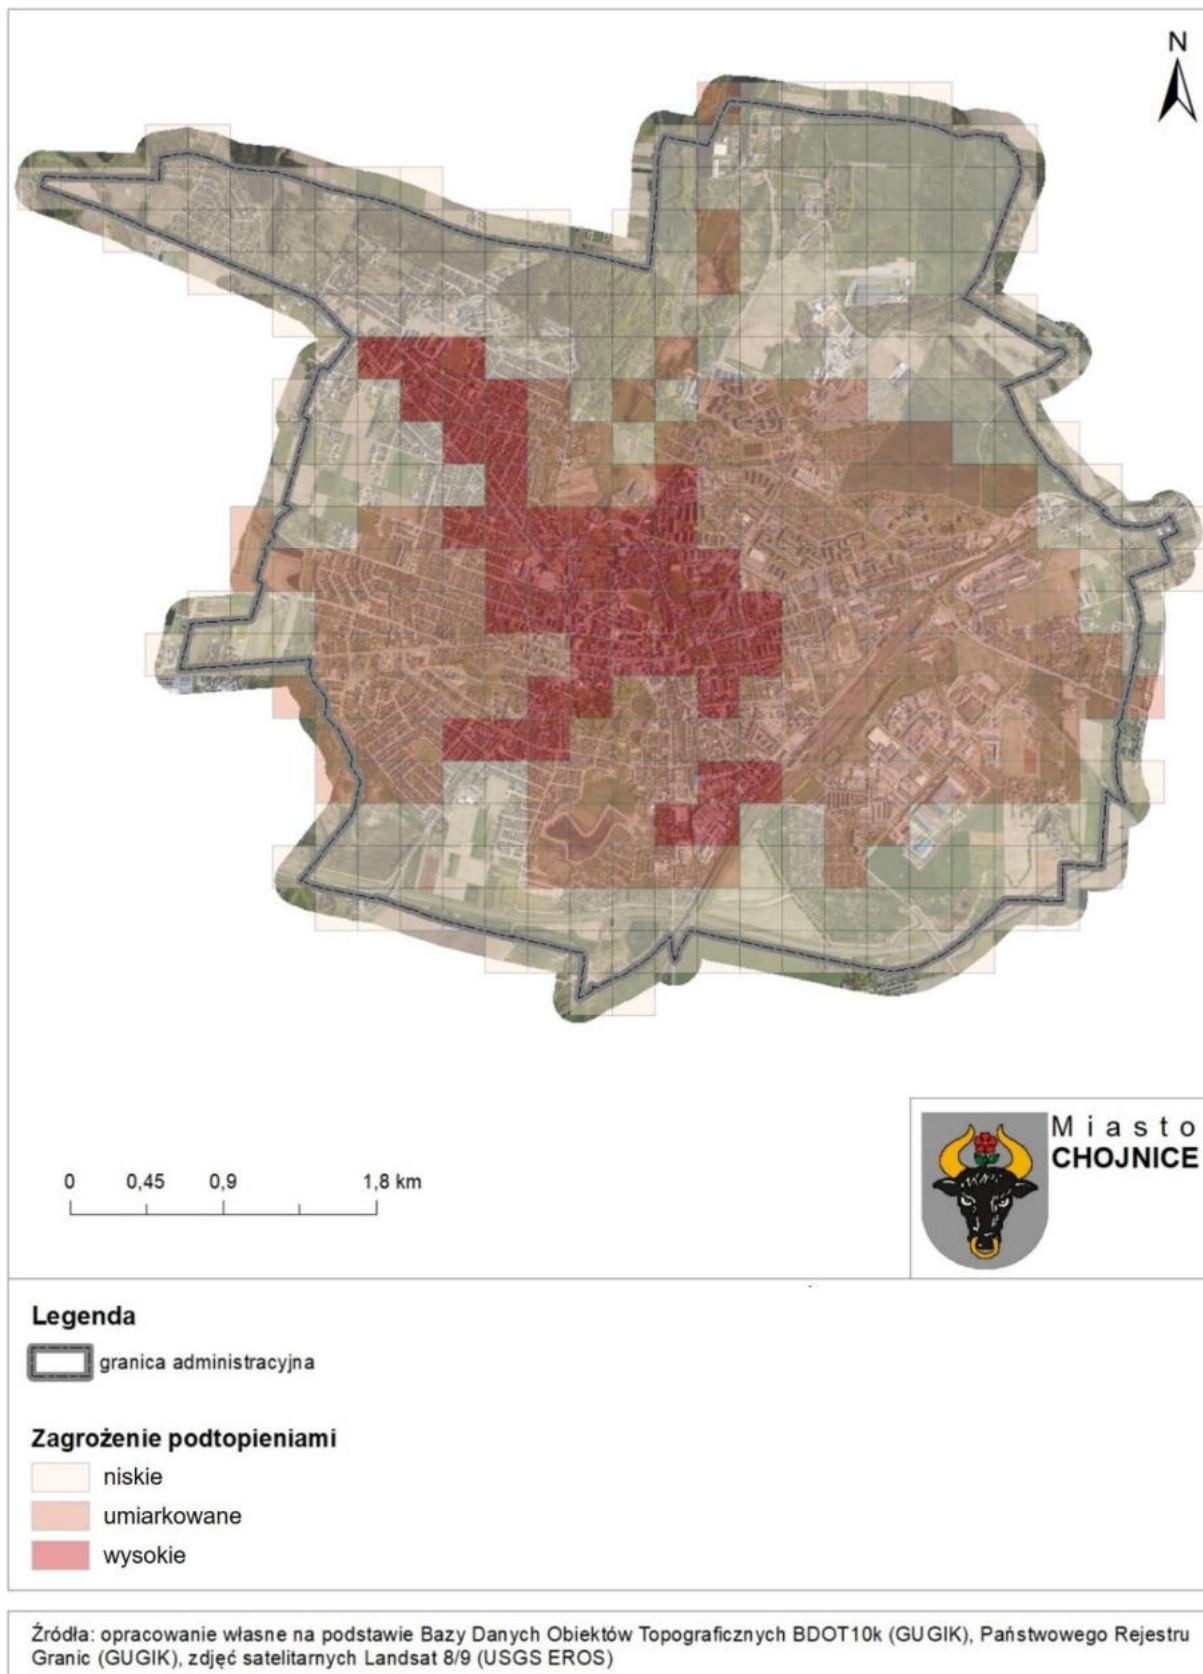 N
0 0,45 0,9 1,8 km
Miasto
CHOJNICE
Legenda
granica administracyjna
Zagrożenie podtopieniami
niskie
umiarkowane
wysokie
Źródła: opracowanie własne na podstawie Bazy Danych Obiektów Topograficznych BDOT10k (GUGIK), Państwowego Rejestru
Granic (GUGIK), zdjęć satelitarnych Landsat 8/9 (USGS EROS)